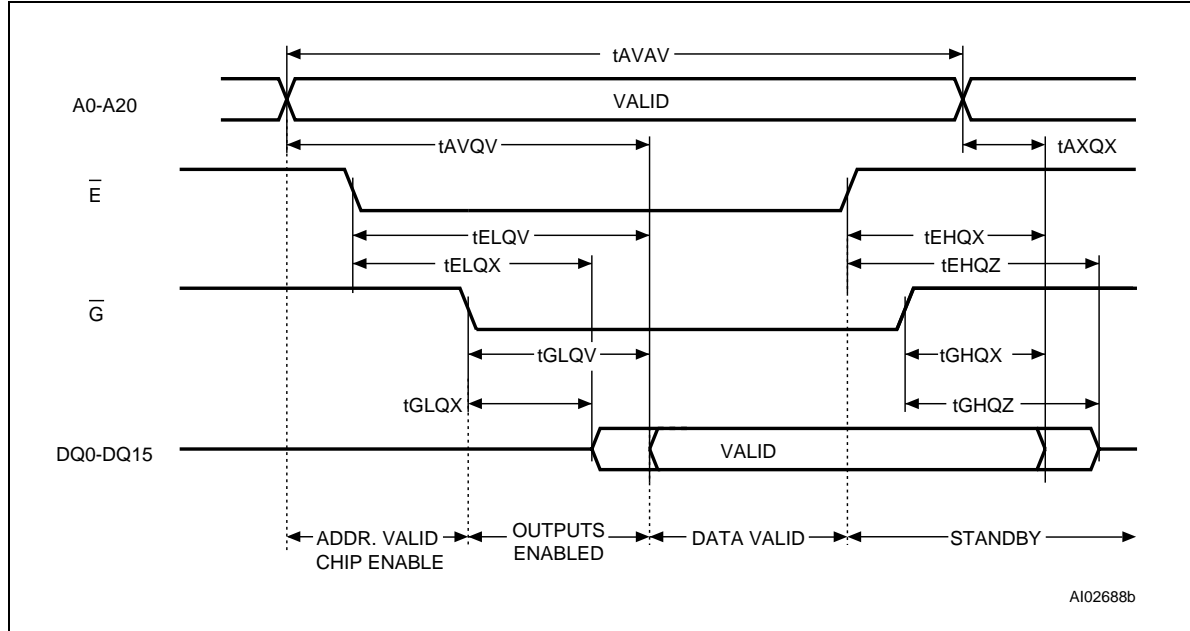 tAVAV
A0-A20
VALID
tAVQV
tAXQX
E
tELQV
tEHQX
tELQX
tEHQZ
G
tGLQV
tGHQX
tGLQX
tGHQZ
DQ0-DQ15
VALID
ADDR. VALID
CHIP ENABLE
OUTPUTS
ENABLED
DATA VALID
STANDBY
AI02688b